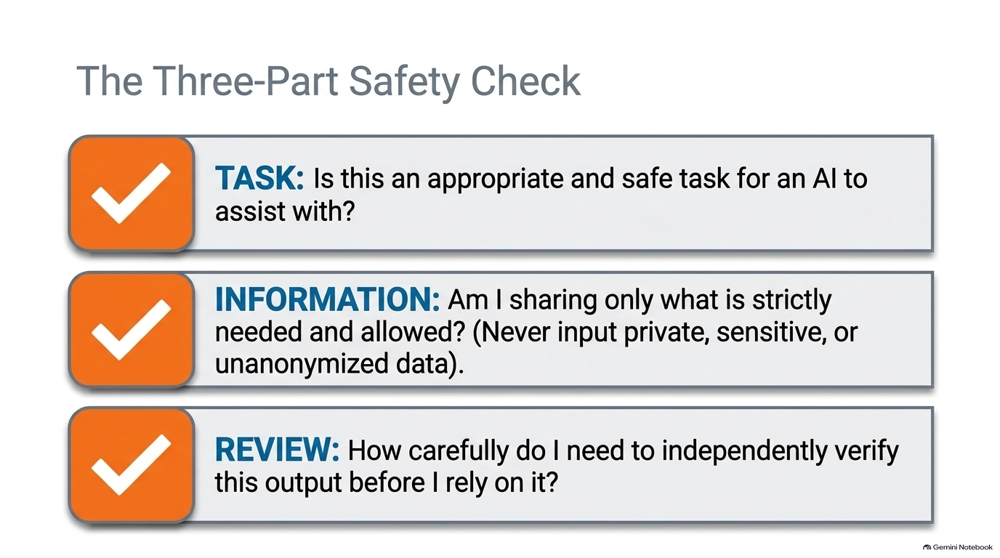 The Three-Part Safety Check
TASK: Is this an appropriate and safe task for an AI to
assist with?
INFORMATION: Am I sharing only what is strictly
needed and allowed? (Never input private, sensitive, or
unanonymized data).
REVIEW: How carefully do I need to independently verify
this output before I rely on it?
Gemini Notebook